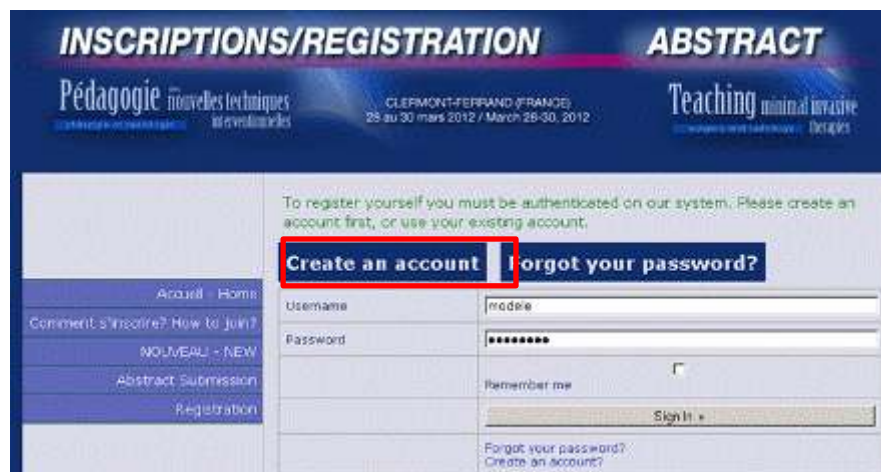 INSCRIPTIONS/REGISTRATION ABSTRACT
Pédagogie nouvelles techniques
interventionnelles
CLERMONT-FERRAND (FRANCE)
28 au 30 mars 2012 / March 28-30, 2012
Teaching minimal invasive
therapies
To register yourself you must be authenticated on our system. Please create an
account first, or use your existing account.
Create an account Forgot your password?
Accueil - Home
Comment s'inscrire? How to join?
NOUVEAU - NEW
Abstract Submission
Registration
Username modele
Password ●●●●●●●●
Remember me
Sign In »
Forgot your password?
Create an account?